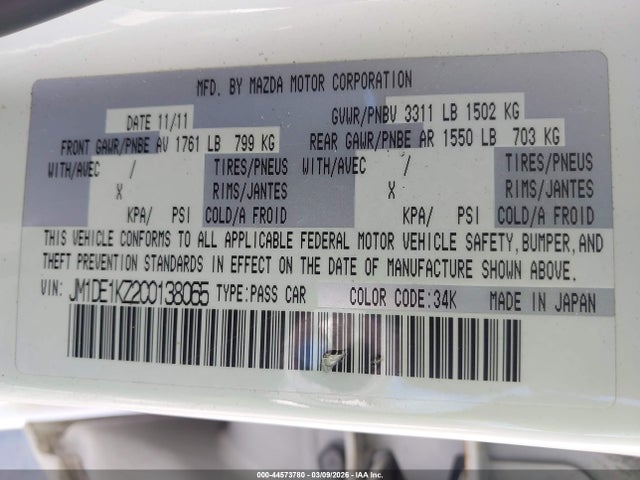 MFD. BY MAZDA MOTOR CORPORATION
DATE 11/11 GVWR/PNBV 3311 LB 1502 KG
FRONT GAWR/PNBE AV 1761 LB 799 KG REAR GAWR/PNBE AR 1550 LB 703 KG
WITH/AVEC / TIRES/PNEUS WITH/AVEC / TIRES/PNEUS
X RIMS/JANTES X RIMS/JANTES
KPA/ PSI COLD/A FROID KPA/ PSI COLD/A FROID
THIS VEHICLE CONFORMS TO ALL APPLICABLE FEDERAL MOTOR VEHICLE SAFETY, BUMPER, AND
THEFT PREVENTION STANDARDS IN EFFECT ON THE DATE OF MANUFACTURE SHOWN ABOVE.
VIN: JM1DE1KZ2C0138065 TYPE:PASS CAR COLOR CODE:34K MADE IN JAPAN
000-44573780 - 03/09/2026 - IAA, Inc.